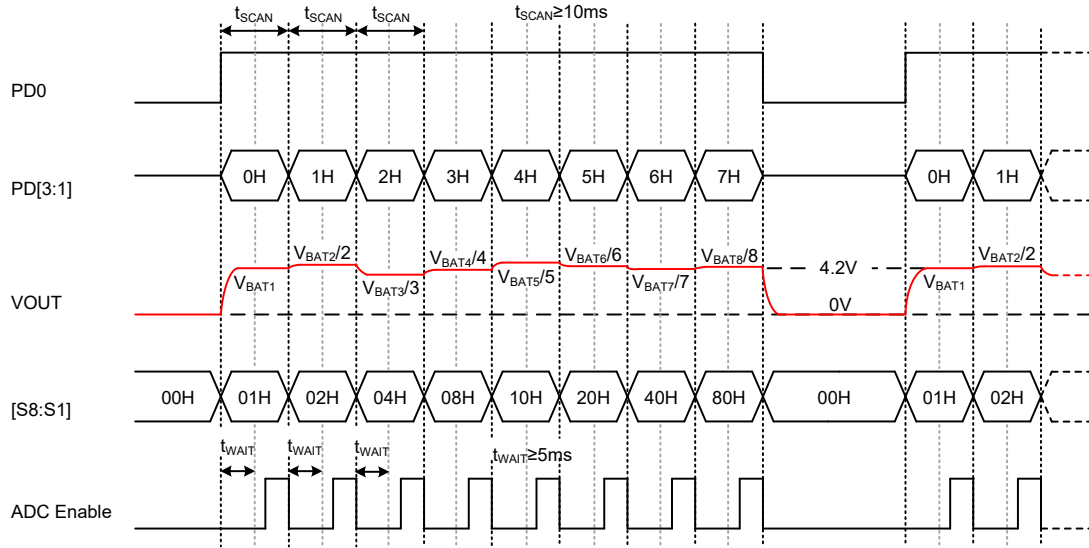 tSCAN tSCAN tSCAN tSCAN≥10ms
PD0
PD[3:1] 0H 1H 2H 3H 4H 5H 6H 7H 0H 1H
VBAT1 VBAT2/2 VBAT3/3 VBAT4/4 VBAT5/5 VBAT6/6 VBAT7/7 VBAT8/8 4.2V VBAT1 VBAT2/2
VOUT 0V
[S8:S1] 00H 01H 02H 04H 08H 10H 20H 40H 80H 00H 01H 02H
tWAIT tWAIT tWAIT tWAIT≥5ms
ADC Enable